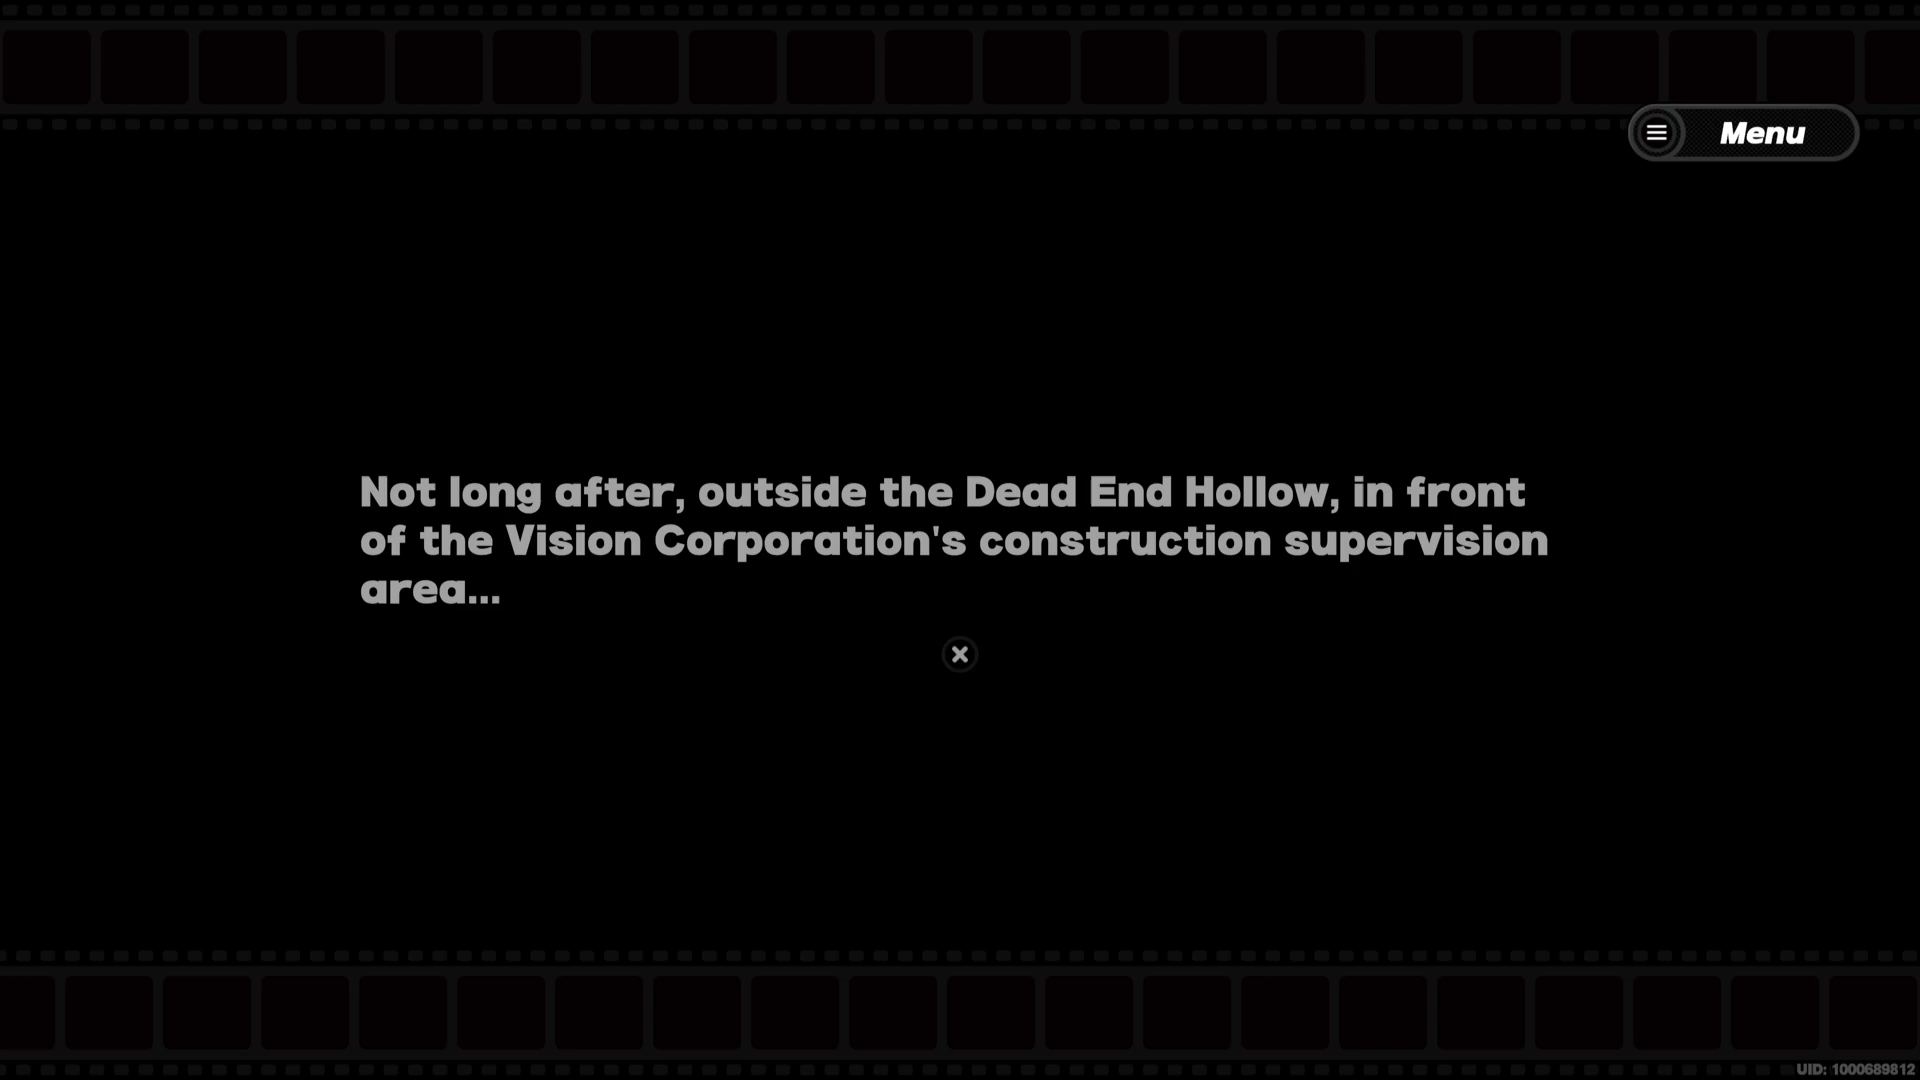 Menu
Not long after, outside the Dead End Hollow, in front
of the Vision Corporation's construction supervision
area...
UID: 1000689812